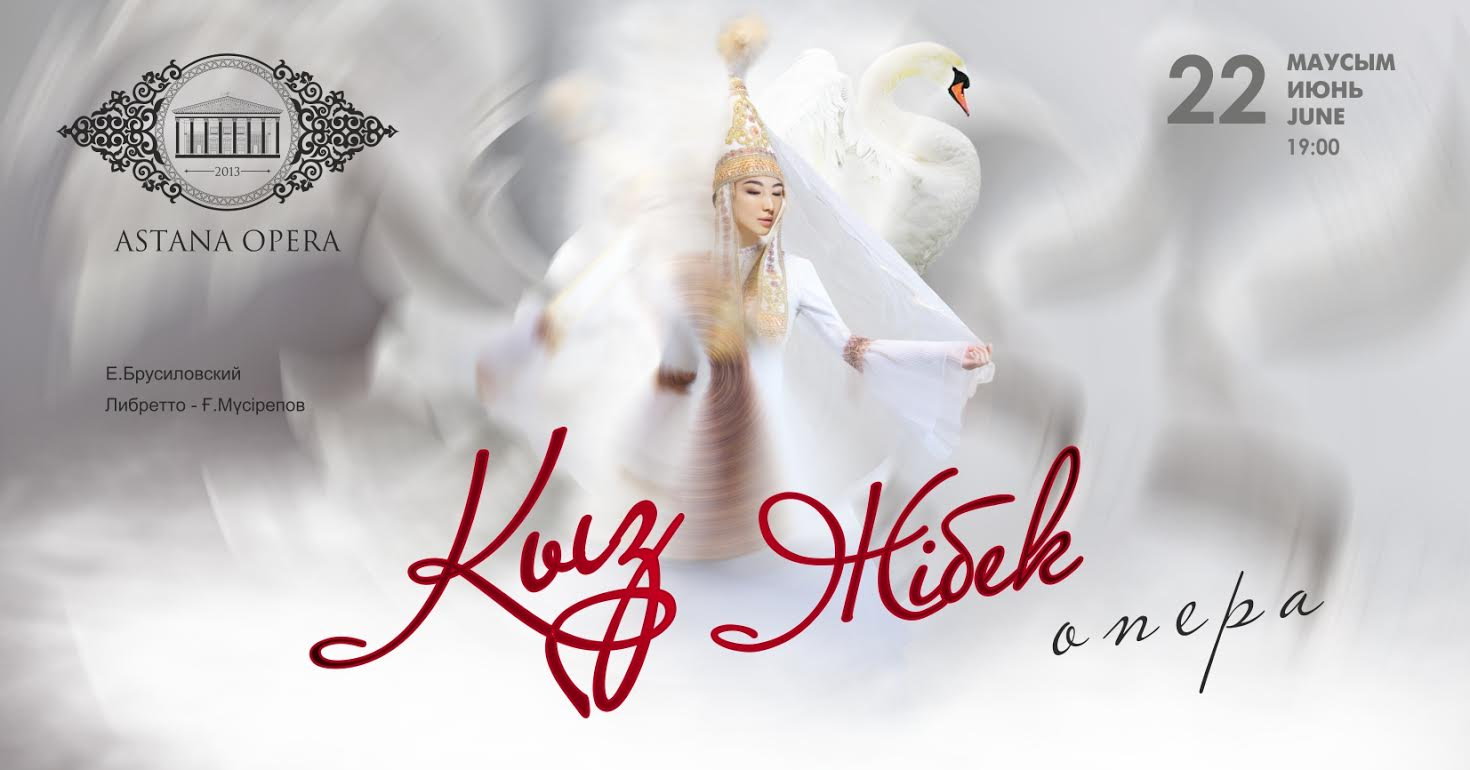 2013
ASTANA OPERA
22
МАУСЫМ
ИЮНЬ
JUNE
19:00
Е.Брусиловский
Либретто - Ғ.Мүсірепов
Қыз Жібек
опера